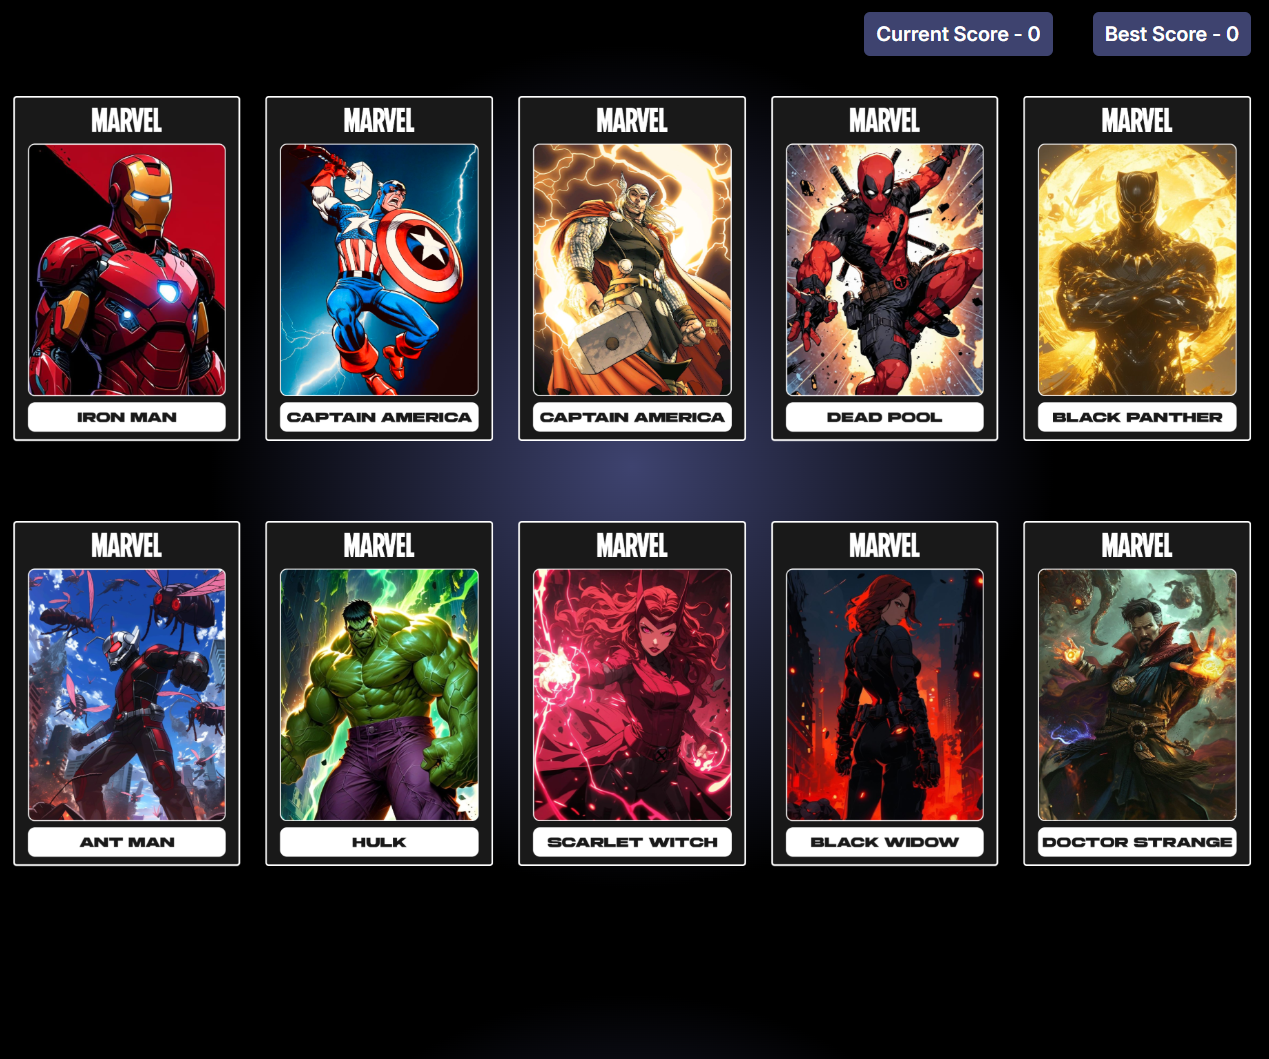 Current Score - 0
Best Score - 0
MARVEL
IRON MAN
MARVEL
CAPTAIN AMERICA
MARVEL
CAPTAIN AMERICA
MARVEL
DEAD POOL
MARVEL
BLACK PANTHER
MARVEL
ANT MAN
MARVEL
HULK
MARVEL
SCARLET WITCH
MARVEL
BLACK WIDOW
MARVEL
DOCTOR STRANGE